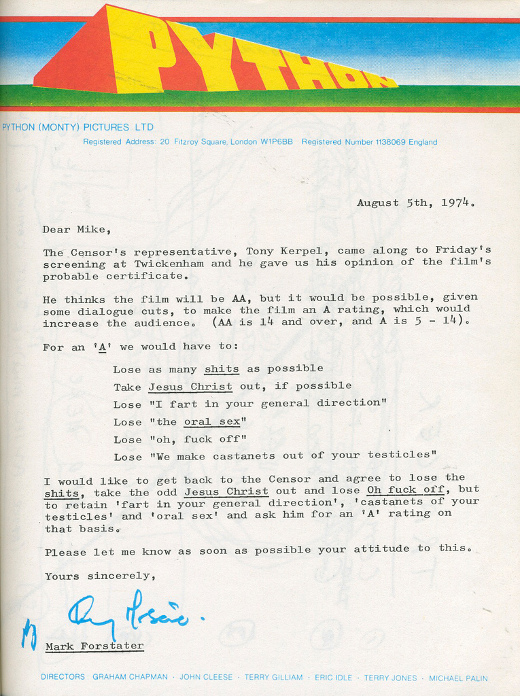 PYTHON
PYTHON (MONTY) PICTURES LTD
Registered Address: 20 Fitzroy Square, London W1P6BB Registered Number 1138069 England
August 5th, 1974.
Dear Mike,
The Censor's representative, Tony Kerpel, came along to Friday's
screening at Twickenham and he gave us his opinion of the film's
probable certificate.
He thinks the film will be AA, but it would be possible, given
some dialogue cuts, to make the film an A rating, which would
increase the audience. (AA is 14 and over, and A is 5 - 14).
For an 'A' we would have to:
Lose as many shits as possible
Take Jesus Christ out, if possible
Lose "I fart in your general direction"
Lose "the oral sex"
Lose "oh, fuck off"
Lose "We make castanets out of your testicles"
I would like to get back to the Censor and agree to lose the
shits, take the odd Jesus Christ out and lose Oh fuck off, but
to retain 'fart in your general direction', 'castanets of your
testicles' and 'oral sex' and ask him for an 'A' rating on
that basis.
Please let me know as soon as possible your attitude to this.
Yours sincerely,
Mark Forstater
DIRECTORS GRAHAM CHAPMAN · JOHN CLEESE · TERRY GILLIAM · ERIC IDLE · TERRY JONES · MICHAEL PALIN